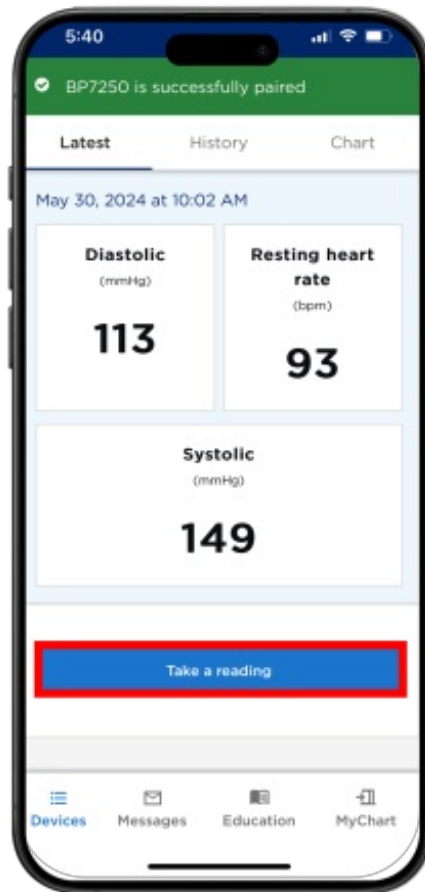 5:40
BP7250 is successfully paired
Latest History Chart
May 30, 2024 at 10:02 AM
Diastolic
(mmHg)
113
Resting heart
rate
(bpm)
93
Systolic
(mmHg)
149
Take a reading
Devices Messages Education MyChart